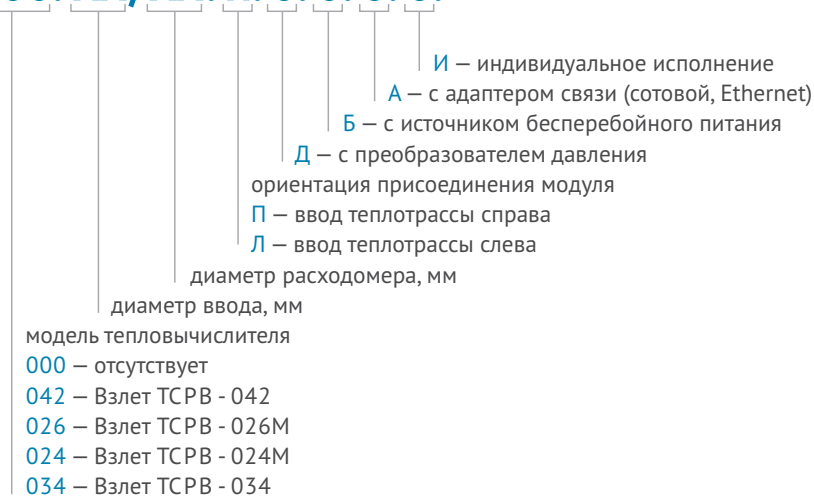 И — индивидуальное исполнение
А — с адаптером связи (сотовой, Ethernet)
Б — с источником бесперебойного питания
Д — с преобразователем давления
ориентация присоединения модуля
П — ввод теплотрассы справа
Л — ввод теплотрассы слева
диаметр расходомера, мм
диаметр ввода, мм
модель тепловычислителя
000 — отсутствует
042 — Взлет ТСРВ - 042
026 — Взлет ТСРВ - 026М
024 — Взлет ТСРВ - 024М
034 — Взлет ТСРВ - 034